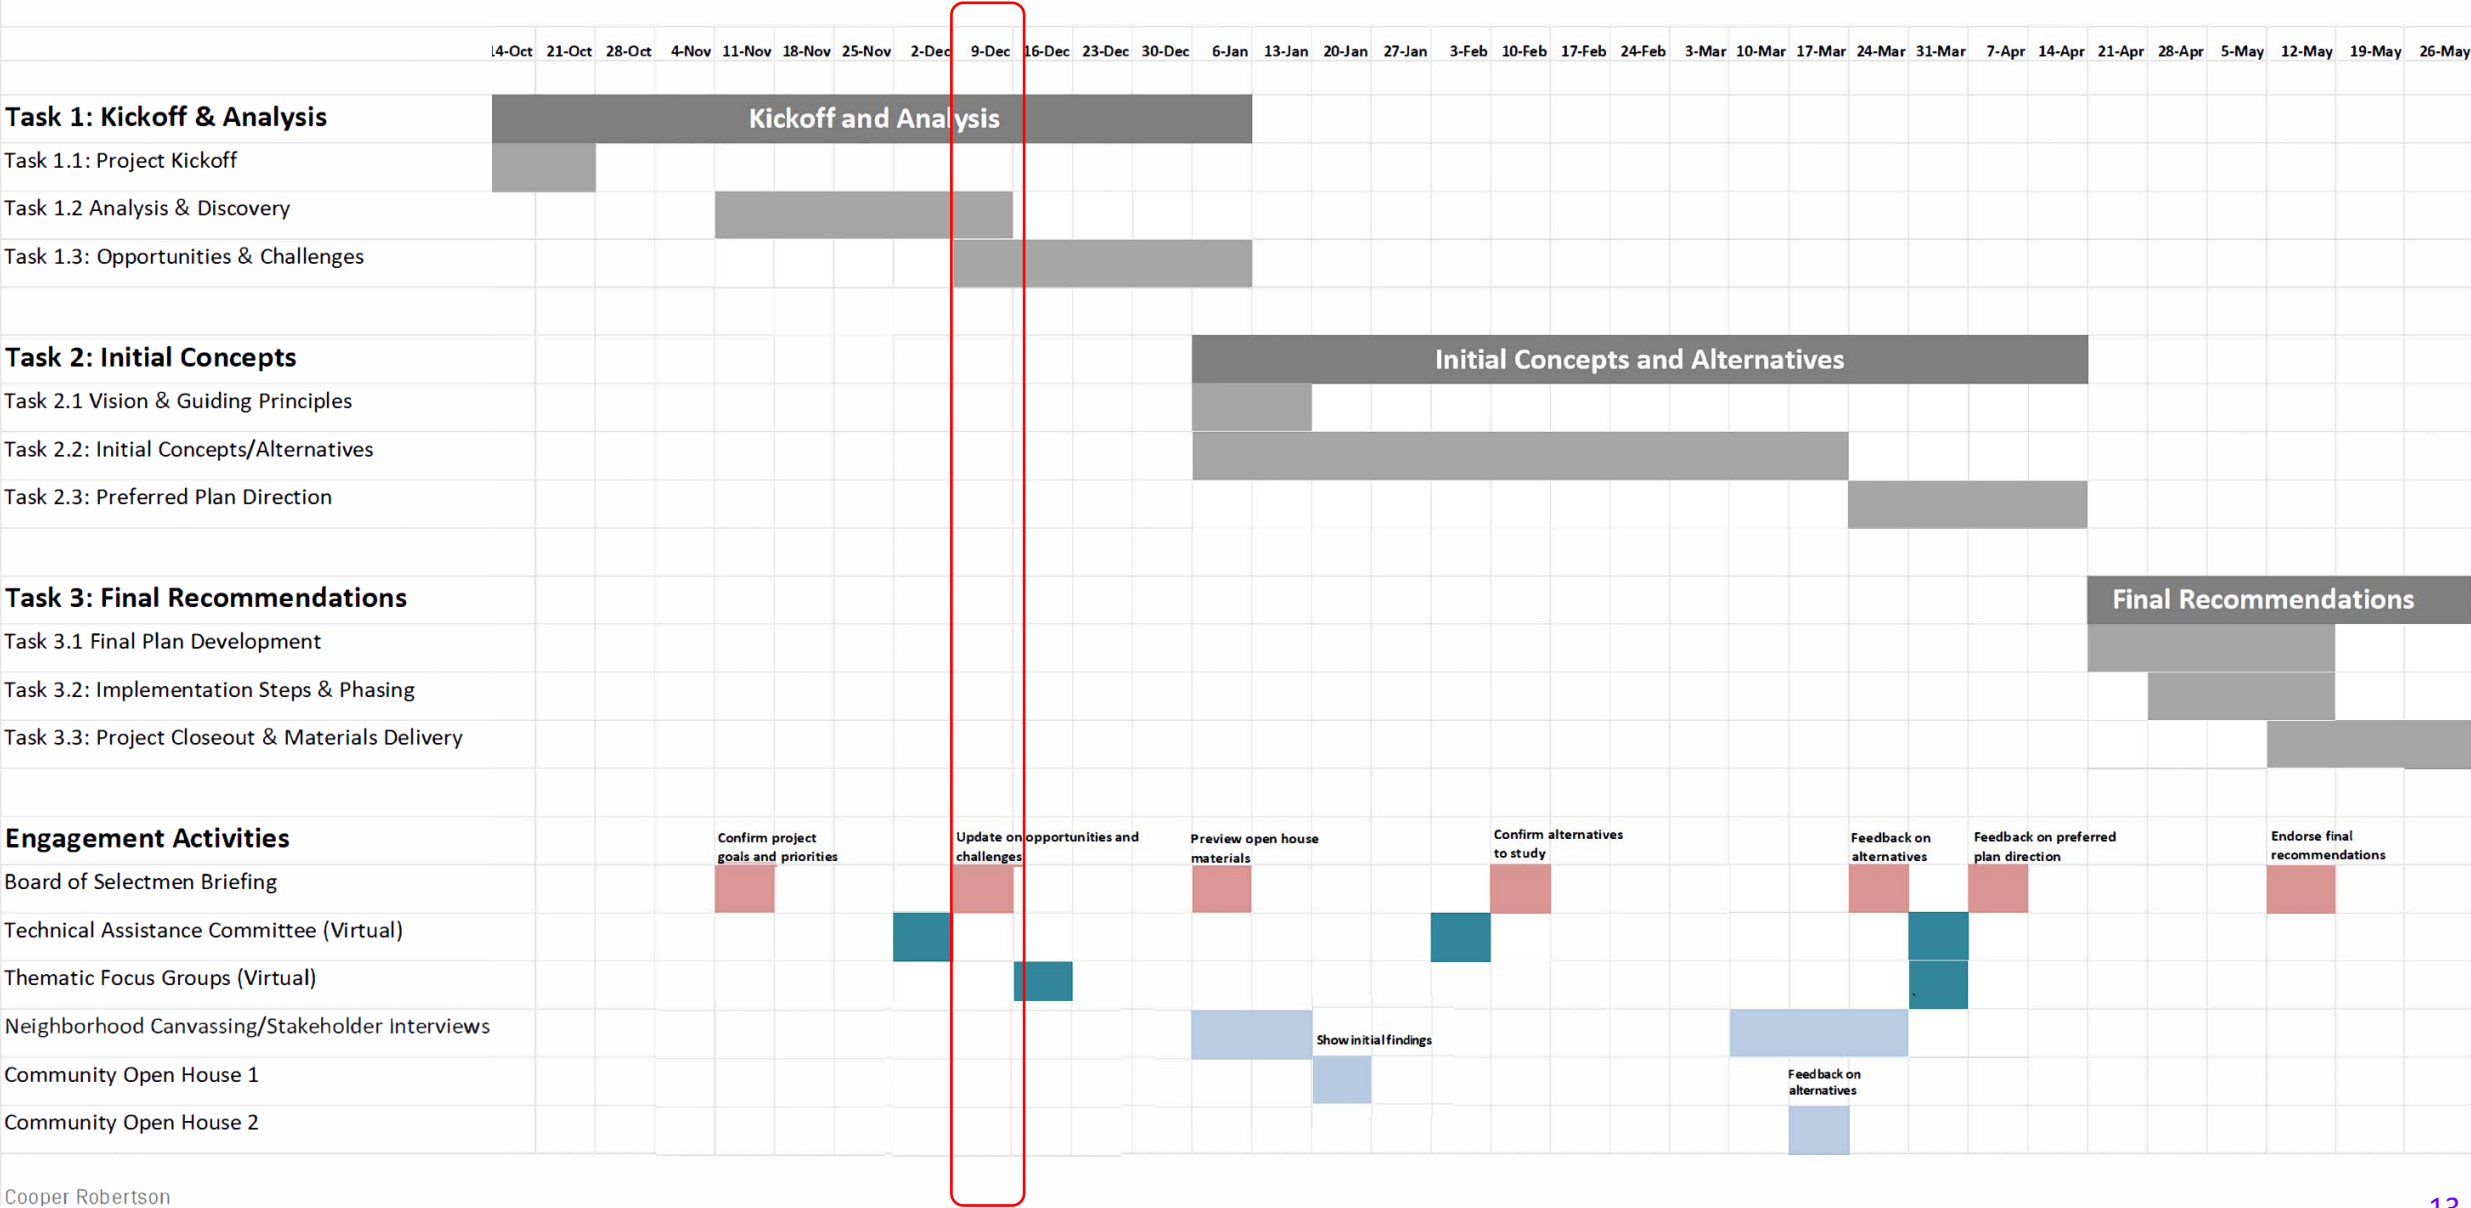 14-Oct 21-Oct 28-Oct 4-Nov 11-Nov 18-Nov 25-Nov 2-Dec 9-Dec 16-Dec 23-Dec 30-Dec 6-Jan 13-Jan 20-Jan 27-Jan 3-Feb 10-Feb 17-Feb 24-Feb 3-Mar 10-Mar 17-Mar 24-Mar 31-Mar 7-Apr 14-Apr 21-Apr 28-Apr 5-May 12-May 19-May 26-May
Task 1: Kickoff & Analysis
Kickoff and Analysis
Task 1.1: Project Kickoff
Task 1.2 Analysis & Discovery
Task 1.3: Opportunities & Challenges
Task 2: Initial Concepts
Initial Concepts and Alternatives
Task 2.1 Vision & Guiding Principles
Task 2.2: Initial Concepts/Alternatives
Task 2.3: Preferred Plan Direction
Task 3: Final Recommendations
Final Recommendations
Task 3.1 Final Plan Development
Task 3.2: Implementation Steps & Phasing
Task 3.3: Project Closeout & Materials Delivery
Engagement Activities
Confirm project
goals and priorities
Update on opportunities and
challenges
Preview open house
materials
Confirm alternatives
to study
Feedback on
alternatives
Feedback on preferred
plan direction
Endorse final
recommendations
Board of Selectmen Briefing
Technical Assistance Committee (Virtual)
Thematic Focus Groups (Virtual)
Neighborhood Canvassing/Stakeholder Interviews
Show initial findings
Community Open House 1
Feedback on
alternatives
Community Open House 2
Cooper Robertson
13